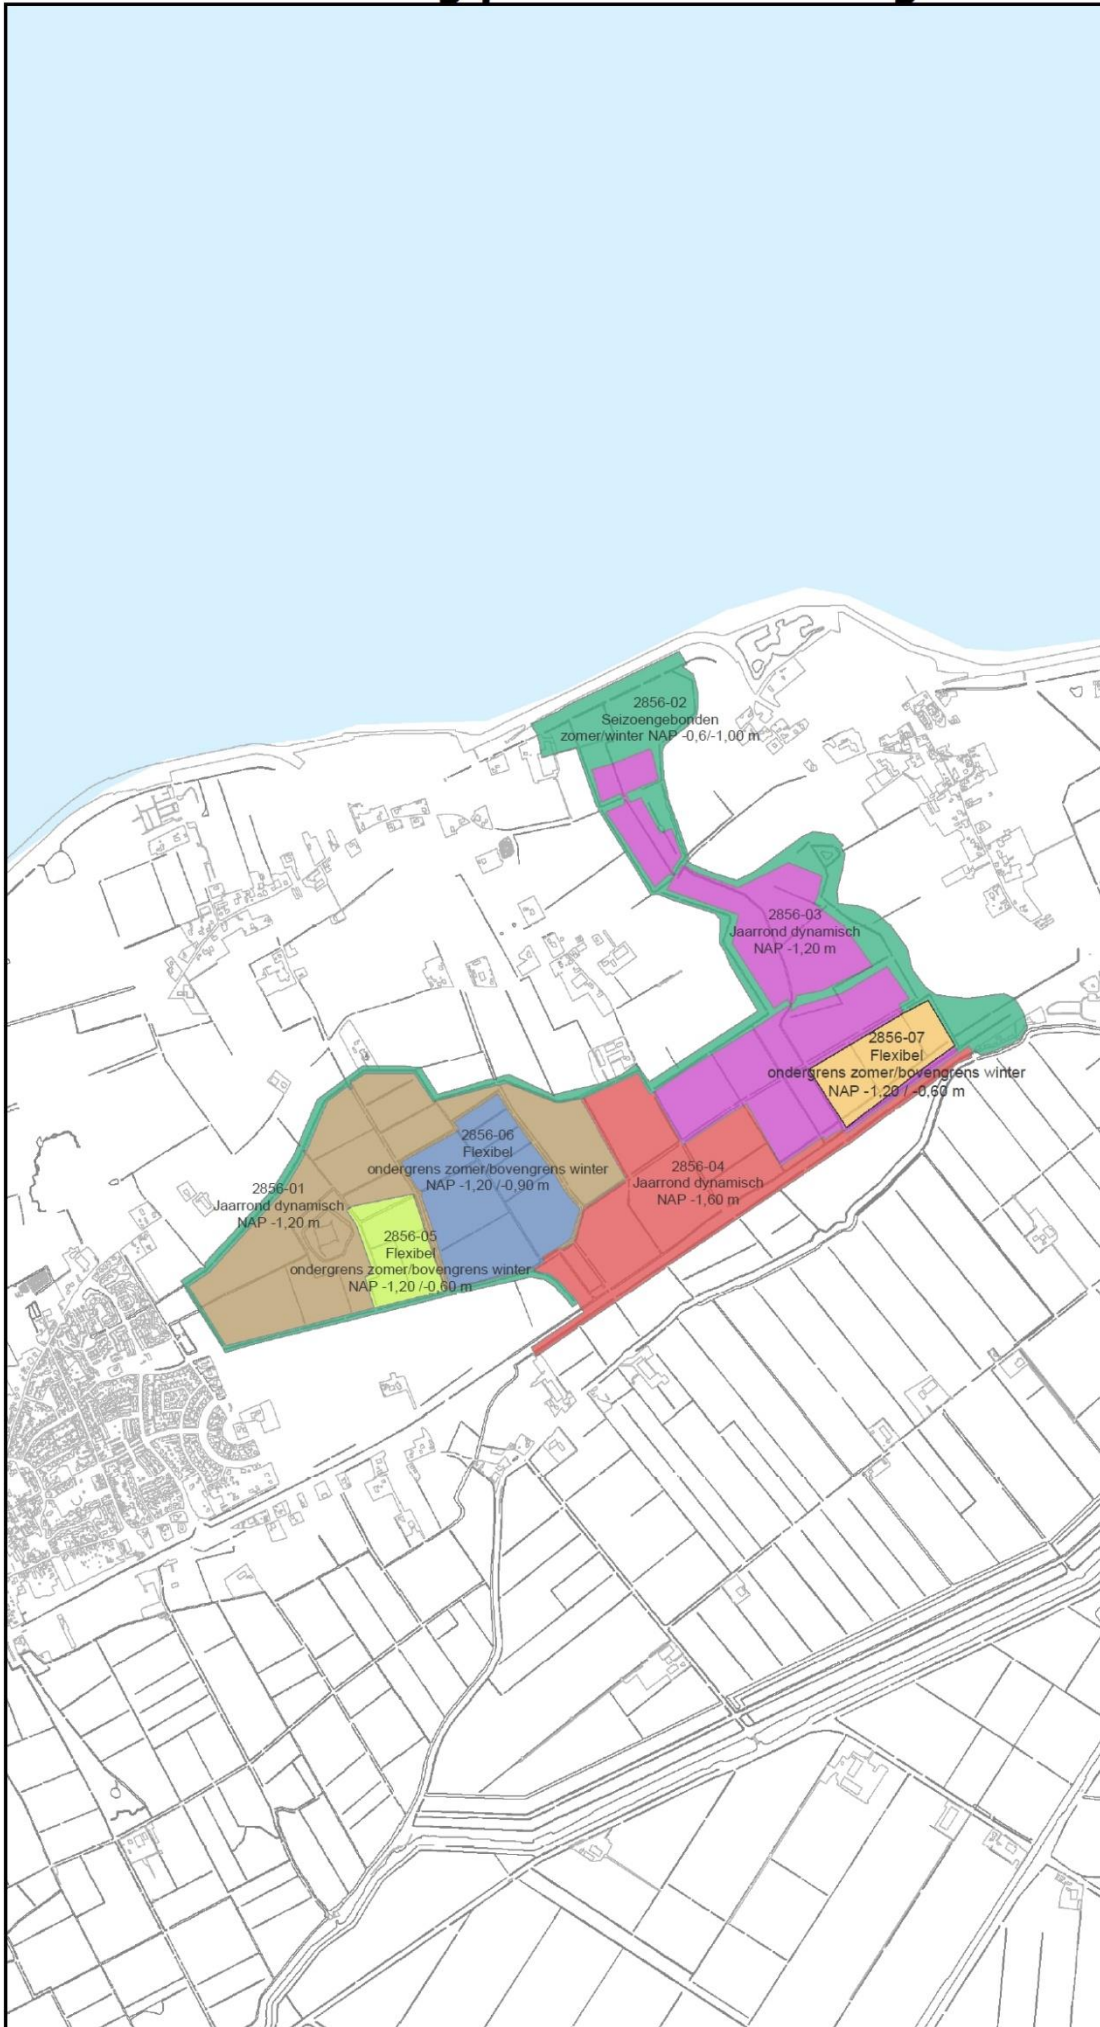 2856-02
Seizoengebonden
zomer/winter NAP -0,6/-1,00 m
2856-03
Jaarrond dynamisch
NAP -1,20 m
2856-07
Flexibel
ondergrens zomer/bovengrens winter
NAP -1,20 / -0,60 m
2856-06
Flexibel
ondergrens zomer/bovengrens winter
NAP -1,20 /-0,90 m
2856-04
Jaarrond dynamisch
NAP -1,60 m
2856-01
Jaarrond dynamisch
NAP -1,20 m
2856-05
Flexibel
ondergrens zomer/bovengrens winter
NAP -1,20 /-0,60 m